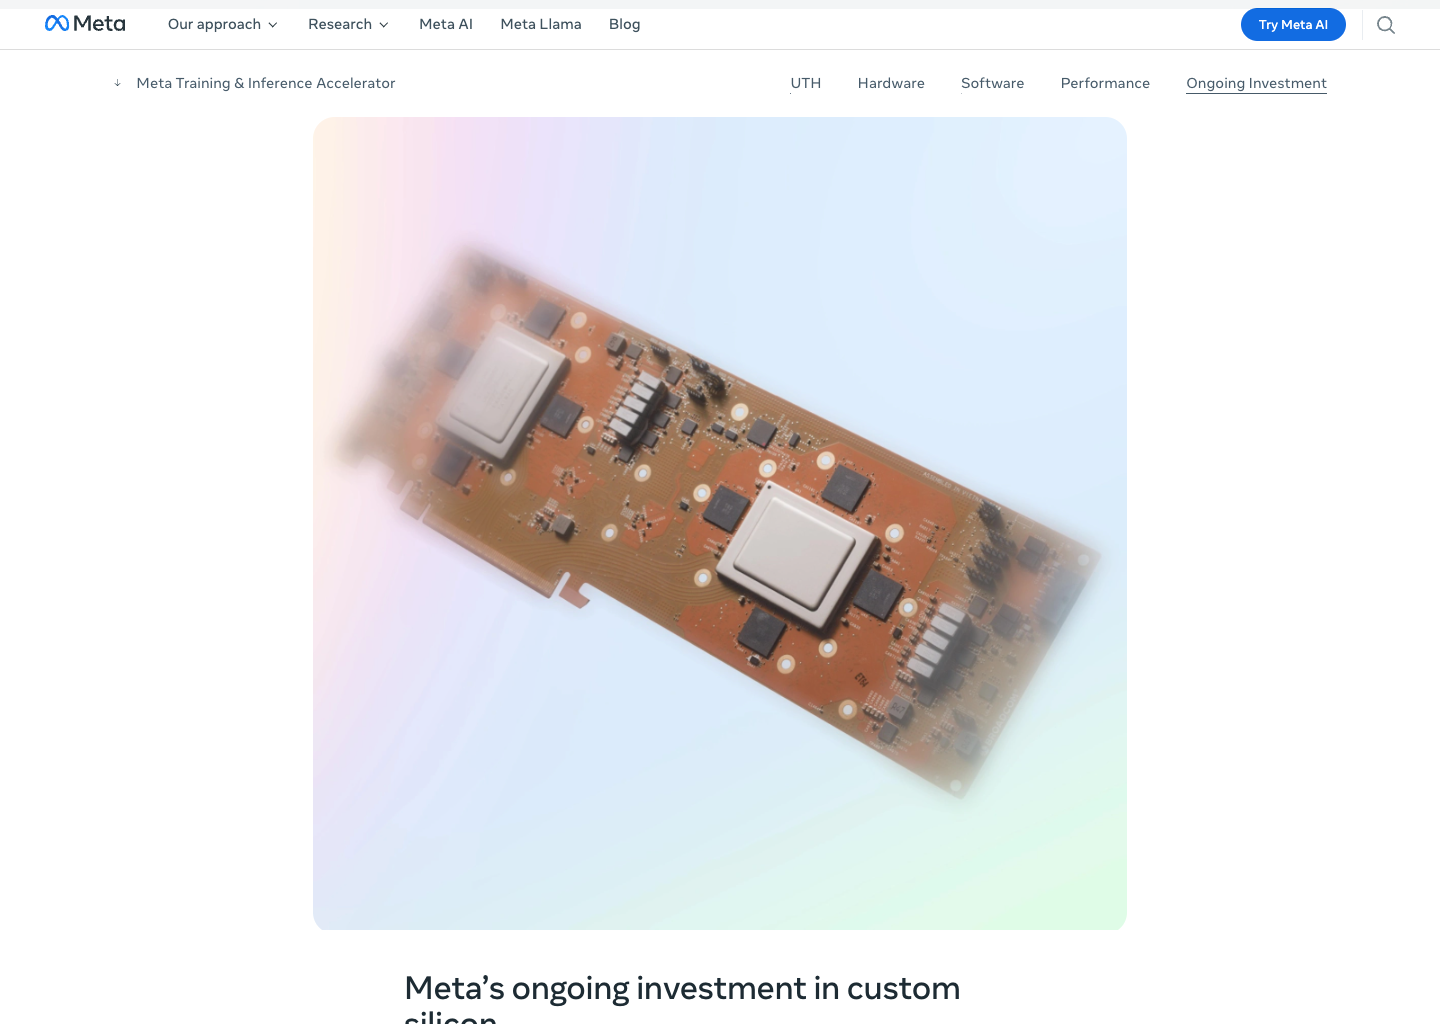 Meta
Our approach
Research
Meta AI
Meta Llama
Blog
Try Meta AI
Meta Training & Inference Accelerator
UTH
Hardware
Software
Performance
Ongoing Investment
Meta’s ongoing investment in custom
silicon